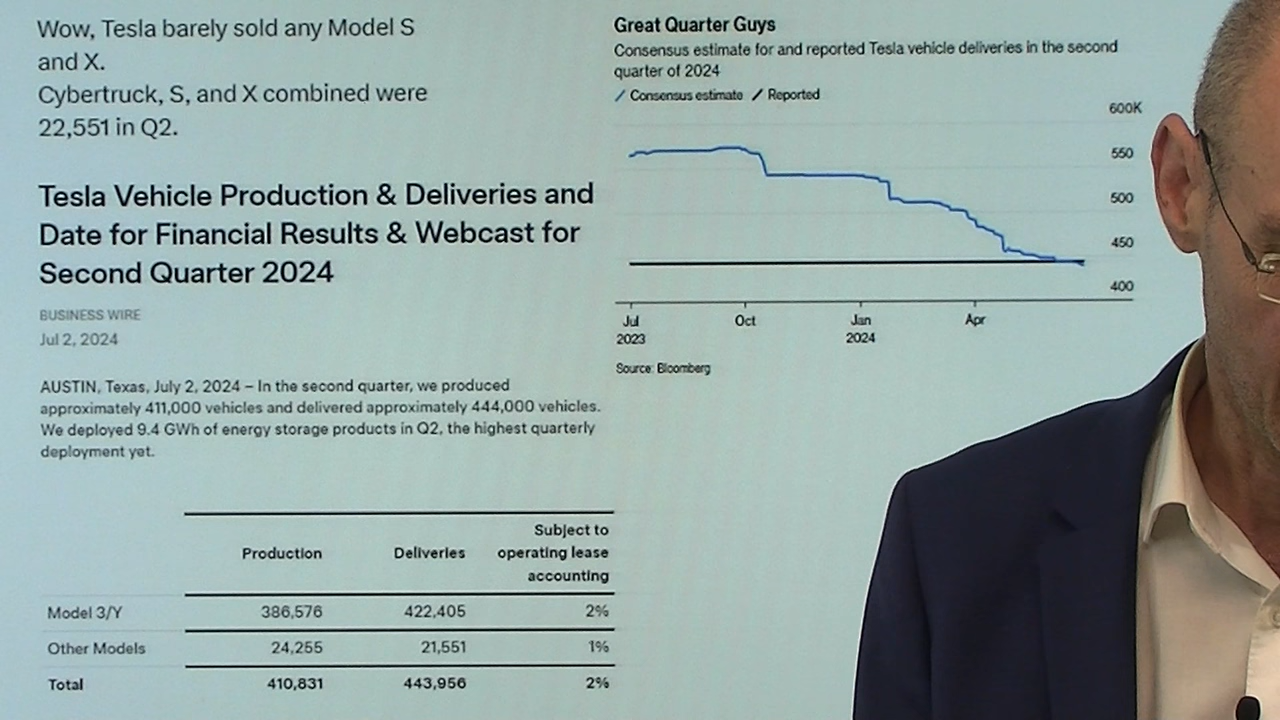 Wow, Tesla barely sold any Model S
and X.
Cybertruck, S, and X combined were
22,551 in Q2.
Tesla Vehicle Production & Deliveries and
Date for Financial Results & Webcast for
Second Quarter 2024
BUSINESS WIRE
Jul 2, 2024
AUSTIN, Texas, July 2, 2024 – In the second quarter, we produced
approximately 411,000 vehicles and delivered approximately 444,000 vehicles.
We deployed 9.4 GWh of energy storage products in Q2, the highest quarterly
deployment yet.
Subject to
Production Deliveries operating lease
accounting
Model 3/Y 386,576 422,405 2%
Other Models 24,255 21,551 1%
Total 410,831 443,956 2%
Great Quarter Guys
Consensus estimate for and reported Tesla vehicle deliveries in the second
quarter of 2024
Consensus estimate Reported
600K
550
500
450
400
Jul Oct Jan Apr
2023 2024
Source: Bloomberg